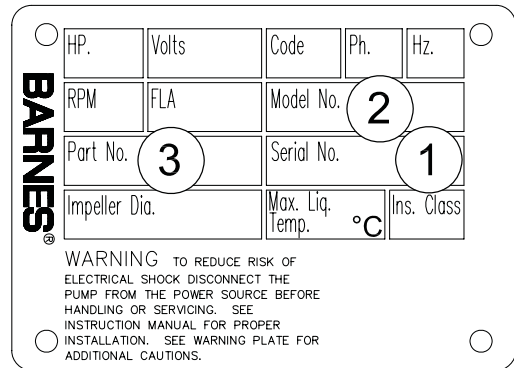 BARNES®
HP. Volts Code Ph. Hz.
RPM FLA Model No. 2
Part No. 3 Serial No. 1
Impeller Dia. Max. Liq. Temp. °C Ins. Class
WARNING TO REDUCE RISK OF
ELECTRICAL SHOCK DISCONNECT THE
PUMP FROM THE POWER SOURCE BEFORE
HANDLING OR SERVICING. SEE
INSTRUCTION MANUAL FOR PROPER
INSTALLATION. SEE WARNING PLATE FOR
ADDITIONAL CAUTIONS.